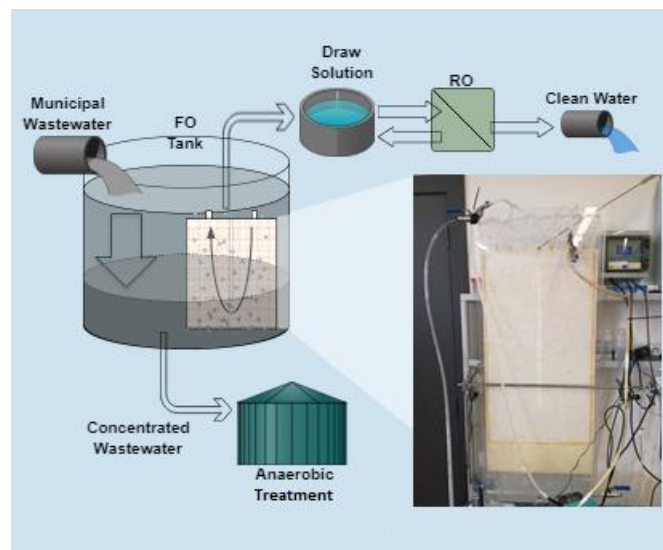 Municipal
Wastewater
FO
Tank
Draw
Solution
RO
Clean Water
Concentrated
Wastewater
Anaerobic
Treatment